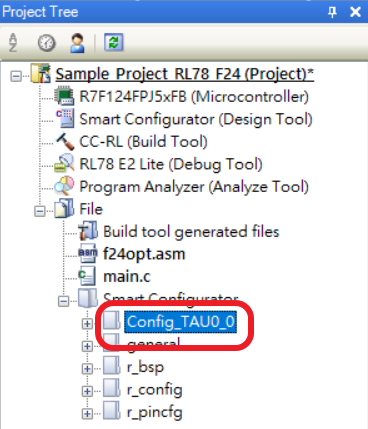 Project Tree
Sample_Project_RL78_F24 (Project)*
R7F124FPJ5xFB (Microcontroller)
Smart Configurator (Design Tool)
CC-RL (Build Tool)
RL78 E2 Lite (Debug Tool)
Program Analyzer (Analyze Tool)
File
Build tool generated files
f24opt.asm
main.c
Smart Configurator
Config_TAU0_0
general
r_bsp
r_config
r_pincfg